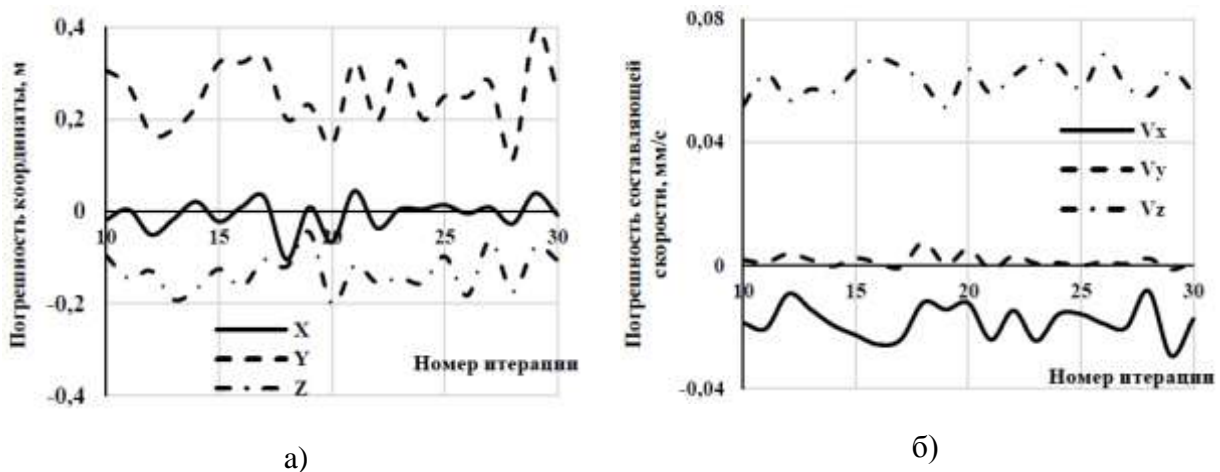 Погрешность координаты, м
0,4
0,2
0
-0,2
-0,4
10
15
20
25
30
X
Y
Z
Номер итерации
а)
Погрешность составляющей
скорости, мм/с
0,08
0,04
0
-0,04
10
15
20
25
30
Vx
Vy
Vz
Номер итерации
б)